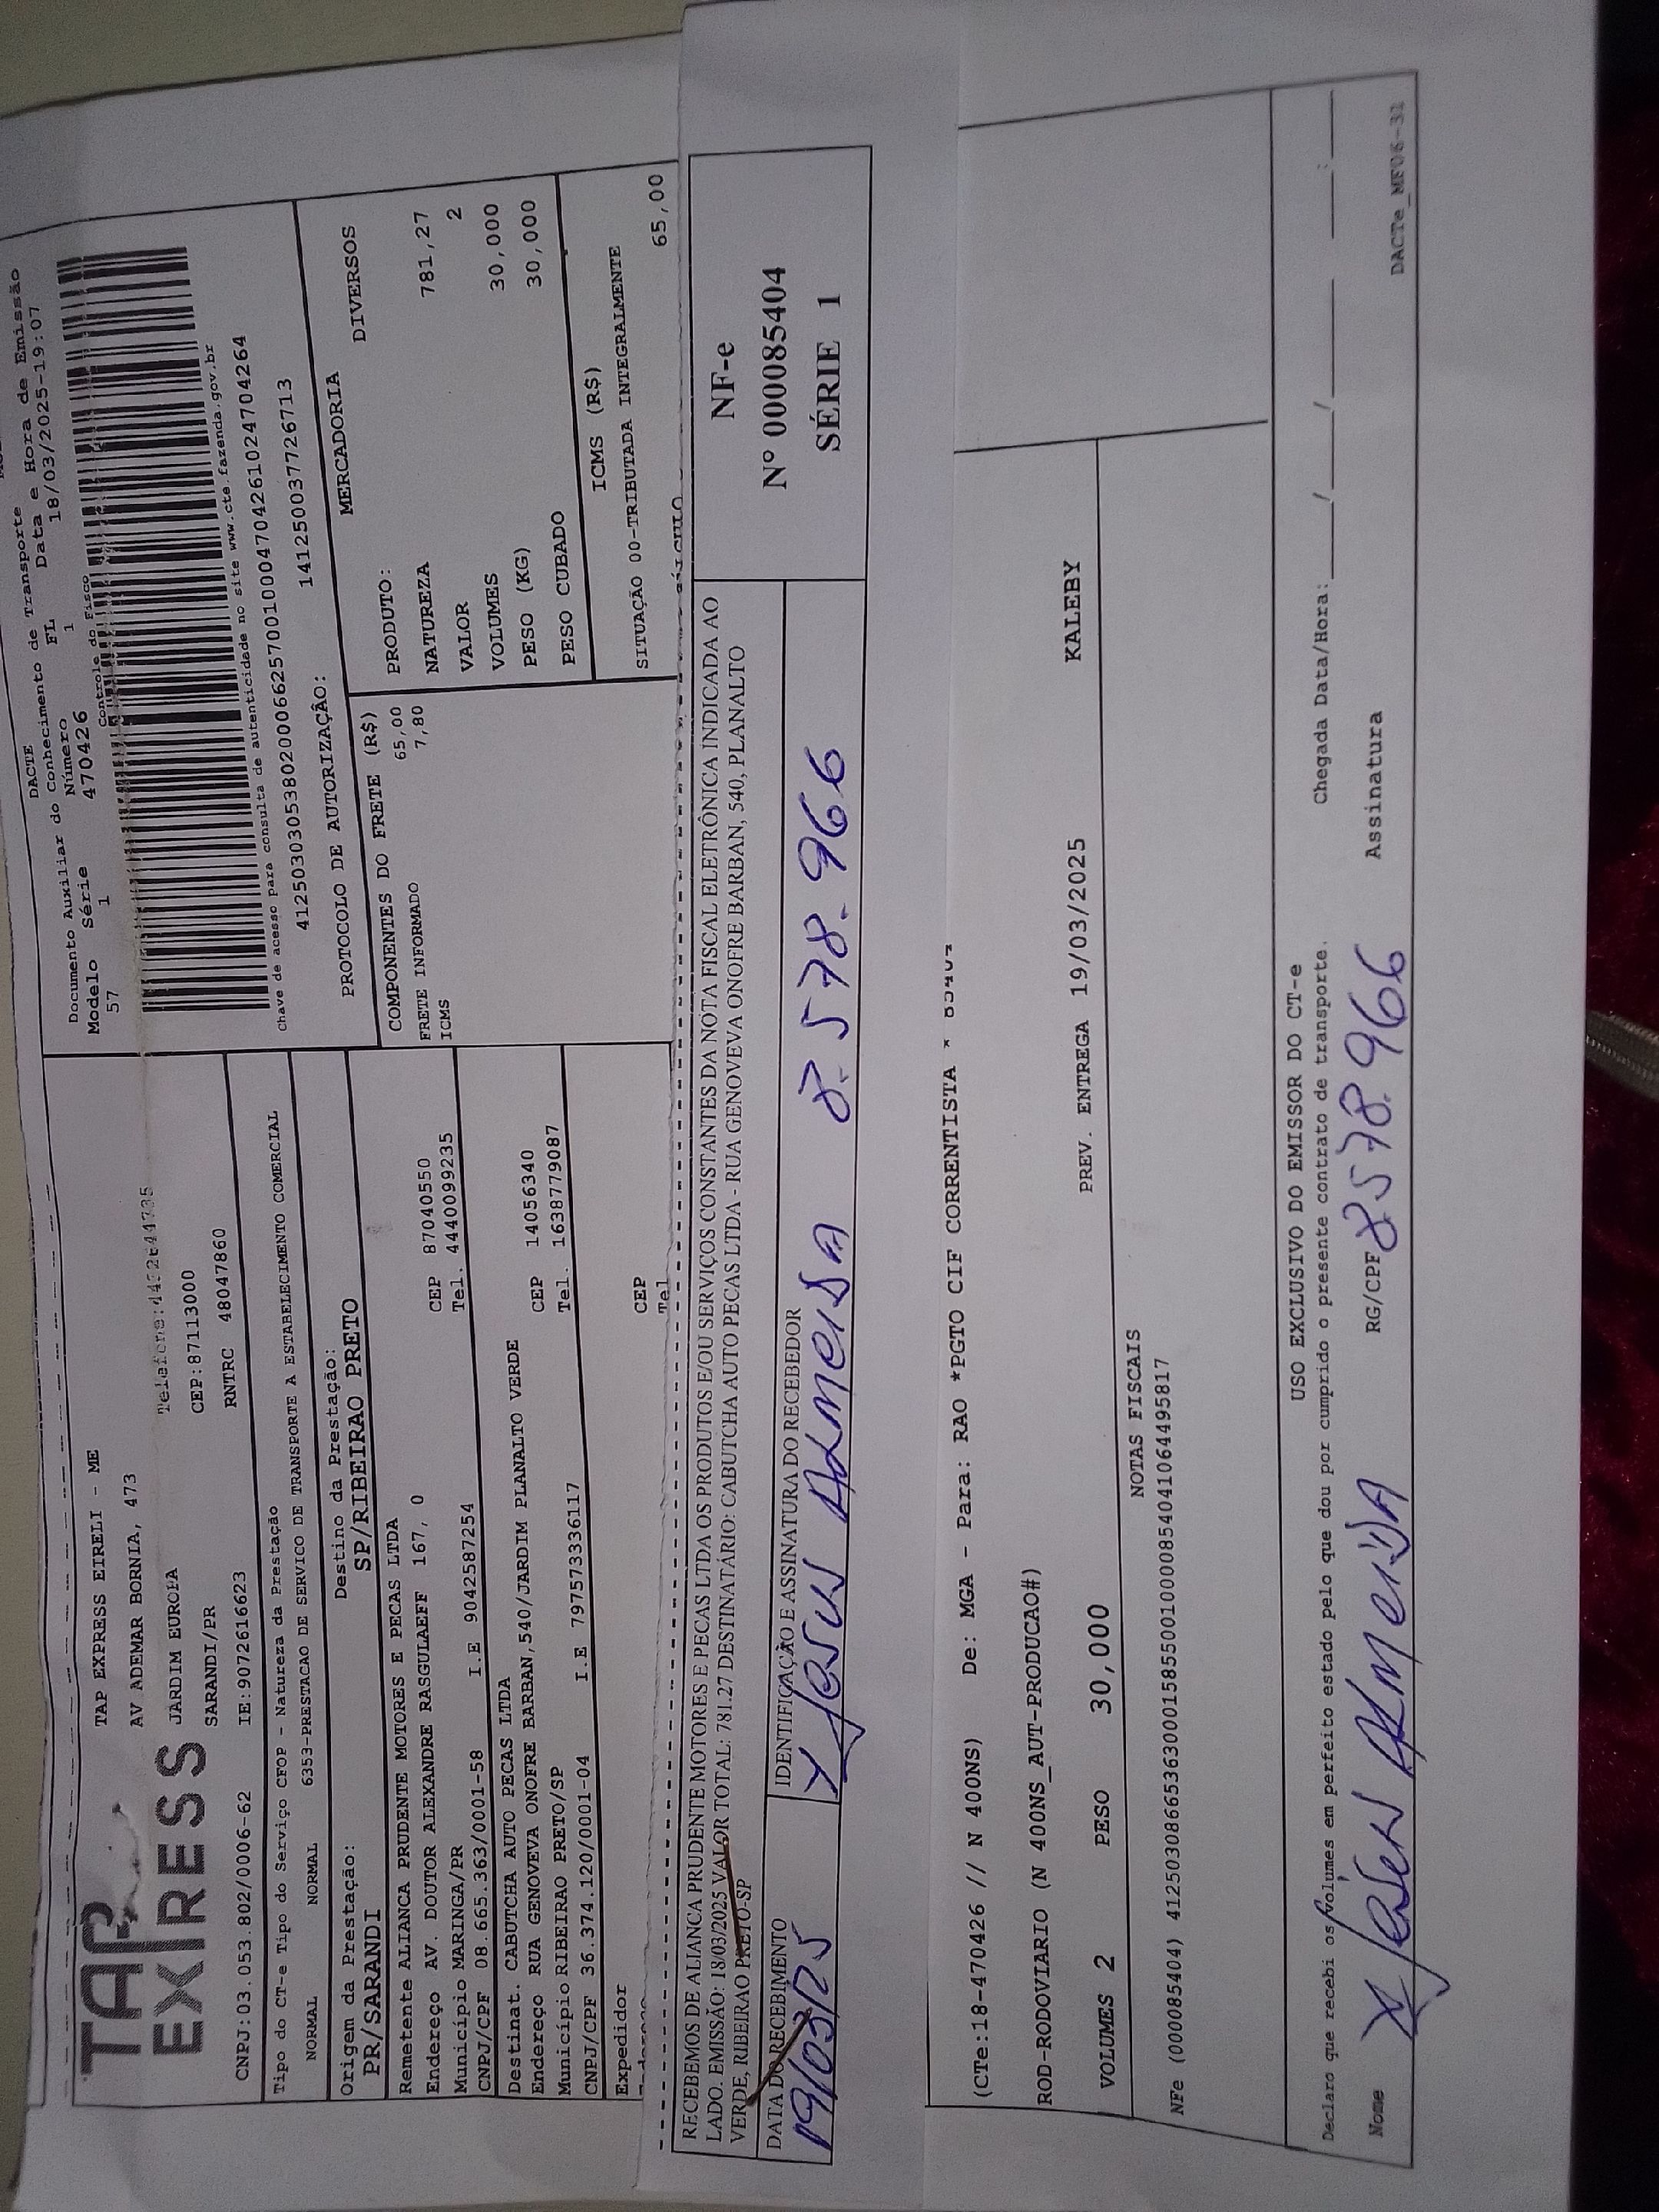 TAP
EXPRESS
TAP EXPRESS EIRELI - ME
AV ADEMAR BORNIA, 473
JARDIM EUROPA
SARANDI/PR
CEP:87113000
CNPJ:03.053.802/0006-62 IE:9072616623 RNTRC 48047860
DACTE
Documento Auxiliar do Conhecimento de Transporte
Modelo Série Número FL Data e Hora de Emissão
57 1 470426 1 18/03/2025-19:07
Controle do Fisco
Chave de acesso para consulta de autenticidade no site www.cte.fazenda.gov.br
41250303053802000662570010004704261024704264
PROTOCOLO DE AUTORIZAÇÃO: 141250037726713
Tipo do CT-e Tipo do Serviço CFOP - Natureza da Prestação
NORMAL NORMAL 6353-PRESTACAO DE SERVICO DE TRANSPORTE A ESTABELECIMENTO COMERCIAL
Origem da Prestação: Destino da Prestação:
PR/SARANDI SP/RIBEIRAO PRETO
Remetente ALIANCA PRUDENTE MOTORES E PECAS LTDA
Endereço AV. DOUTOR ALEXANDRE RASGULAEFF 167, 0
Município MARINGA/PR CEP 87040550
CNPJ/CPF 08.665.363/0001-58 I.E 9042587254 Tel. 4440099235
Destinat. CABUTCHA AUTO PECAS LTDA
Endereço RUA GENOVEVA ONOFRE BARBAN,540/JARDIM PLANALTO VERDE
Município RIBEIRAO PRETO/SP CEP 14056340
CNPJ/CPF 36.374.120/0001-04 I.E 797573336117 Tel. 1638779087
Expedidor
CEP
Tel
COMPONENTES DO FRETE (R$)
FRETE INFORMADO 65,00
ICMS 7,80
MERCADORIA
PRODUTO: DIVERSOS
NATUREZA
VALOR 781,27
VOLUMES 2
PESO (KG) 30,000
PESO CUBADO 30,000
ICMS (R$)
SITUAÇÃO 00-TRIBUTADA INTEGRALMENTE
65,00
RECEBEMOS DE ALIANCA PRUDENTE MOTORES E PECAS LTDA OS PRODUTOS E/OU SERVIÇOS CONSTANTES DA NOTA FISCAL ELETRÔNICA INDICADA AO
LADO. EMISSÃO: 18/03/2025 VALOR TOTAL: 781.27 DESTINATÁRIO: CABUTCHA AUTO PECAS LTDA - RUA GENOVEVA ONOFRE BARBAN, 540, PLANALTO
VERDE, RIBEIRAO PRETO-SP
DATA DO RECEBIMENTO IDENTIFICAÇÃO E ASSINATURA DO RECEBEDOR
19/03/25 X Jesus Almeida 8.578.966
NF-e
Nº 000085404
SÉRIE 1
CIF CORRENTISTA *
(CTe:18-470426 // N 400NS) De: MGA - Para: RAO *PGTO
ROD-RODOVIARIO (N 400NS_AUT-PRODUCAO#)
VOLUMES 2 PESO 30,000 PREV. ENTREGA 19/03/2025 KALEBY
NOTAS FISCAIS
NFe (000085404) 41250308665363000158550010000854041064495817
USO EXCLUSIVO DO EMISSOR DO CT-e
Declaro que recebi os volumes em perfeito estado pelo que dou por cumprido o presente contrato de transporte. Chegada Data/Hora:____/____/____ ____:____
Nome X Jesus Almeida RG/CPF 8578.966 Assinatura
DACTe_MF06-31